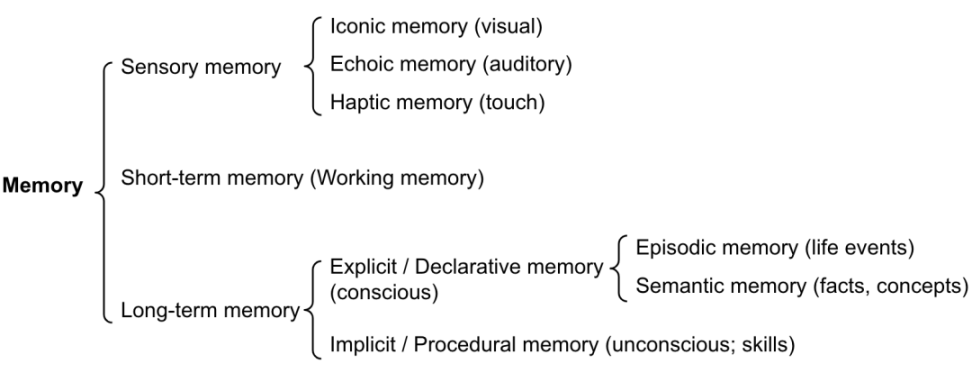 Iconic memory (visual)
Sensory memory
Echoic memory (auditory)
Haptic memory (touch)
Memory
Short-term memory (Working memory)
Episodic memory (life events)
Explicit / Declarative memory
(conscious)
Semantic memory (facts, concepts)
Long-term memory
Implicit / Procedural memory (unconscious; skills)